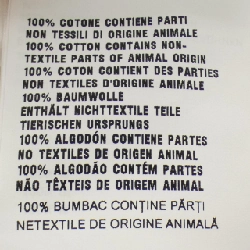 100% COTONE CONTIENE PARTI
NON TESSILI DI ORIGINE ANIMALE
100% COTTON CONTAINS NON-
TEXTILE PARTS OF ANIMAL ORIGIN
100% COTON CONTIENT DES PARTIES
NON TEXTILES D'ORIGINE ANIMALE
100% BAUMWOLLE
ENTHÄLT NICHTTEXTILE TEILE
TIERISCHEN URSPRUNGS
100% ALGODÓN CONTIENE PARTES
NO TEXTILES DE ORIGEN ANIMAL
100% ALGODÃO CONTÉM PARTES
NÃO TÊXTEIS DE ORIGEM ANIMAL
100% BUMBAC CONȚINE PĂRȚI
NETEXTILE DE ORIGINE ANIMALĂ